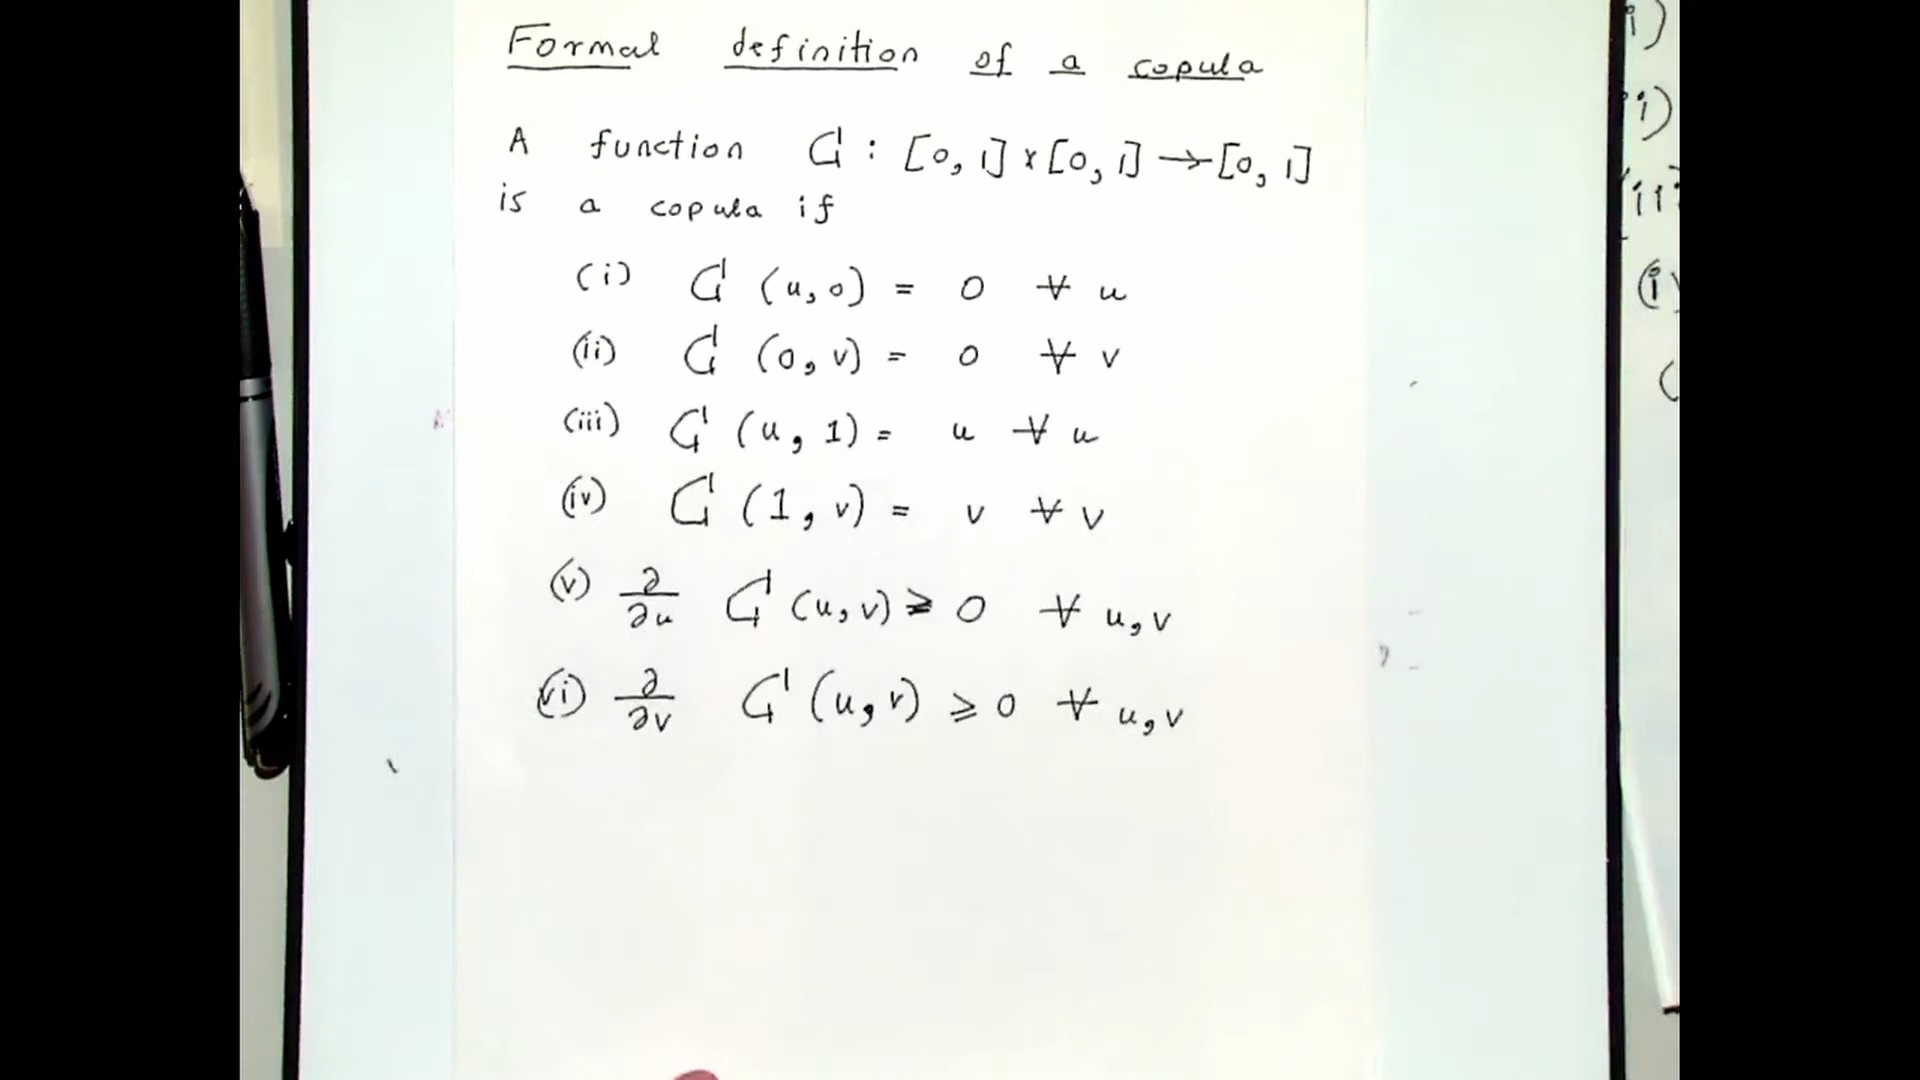 Formal definition of a copula
A function C : [0, 1] x [0, 1] → [0, 1]
is a copula if
(i) C (u, 0) = 0 ∀ u
(ii) C (0, v) = 0 ∀ v
(iii) C (u, 1) = u ∀ u
(iv) C (1, v) = v ∀ v
(v) ∂/∂u C (u, v) ≥ 0 ∀ u, v
(vi) ∂/∂v C (u, v) ≥ 0 ∀ u, v